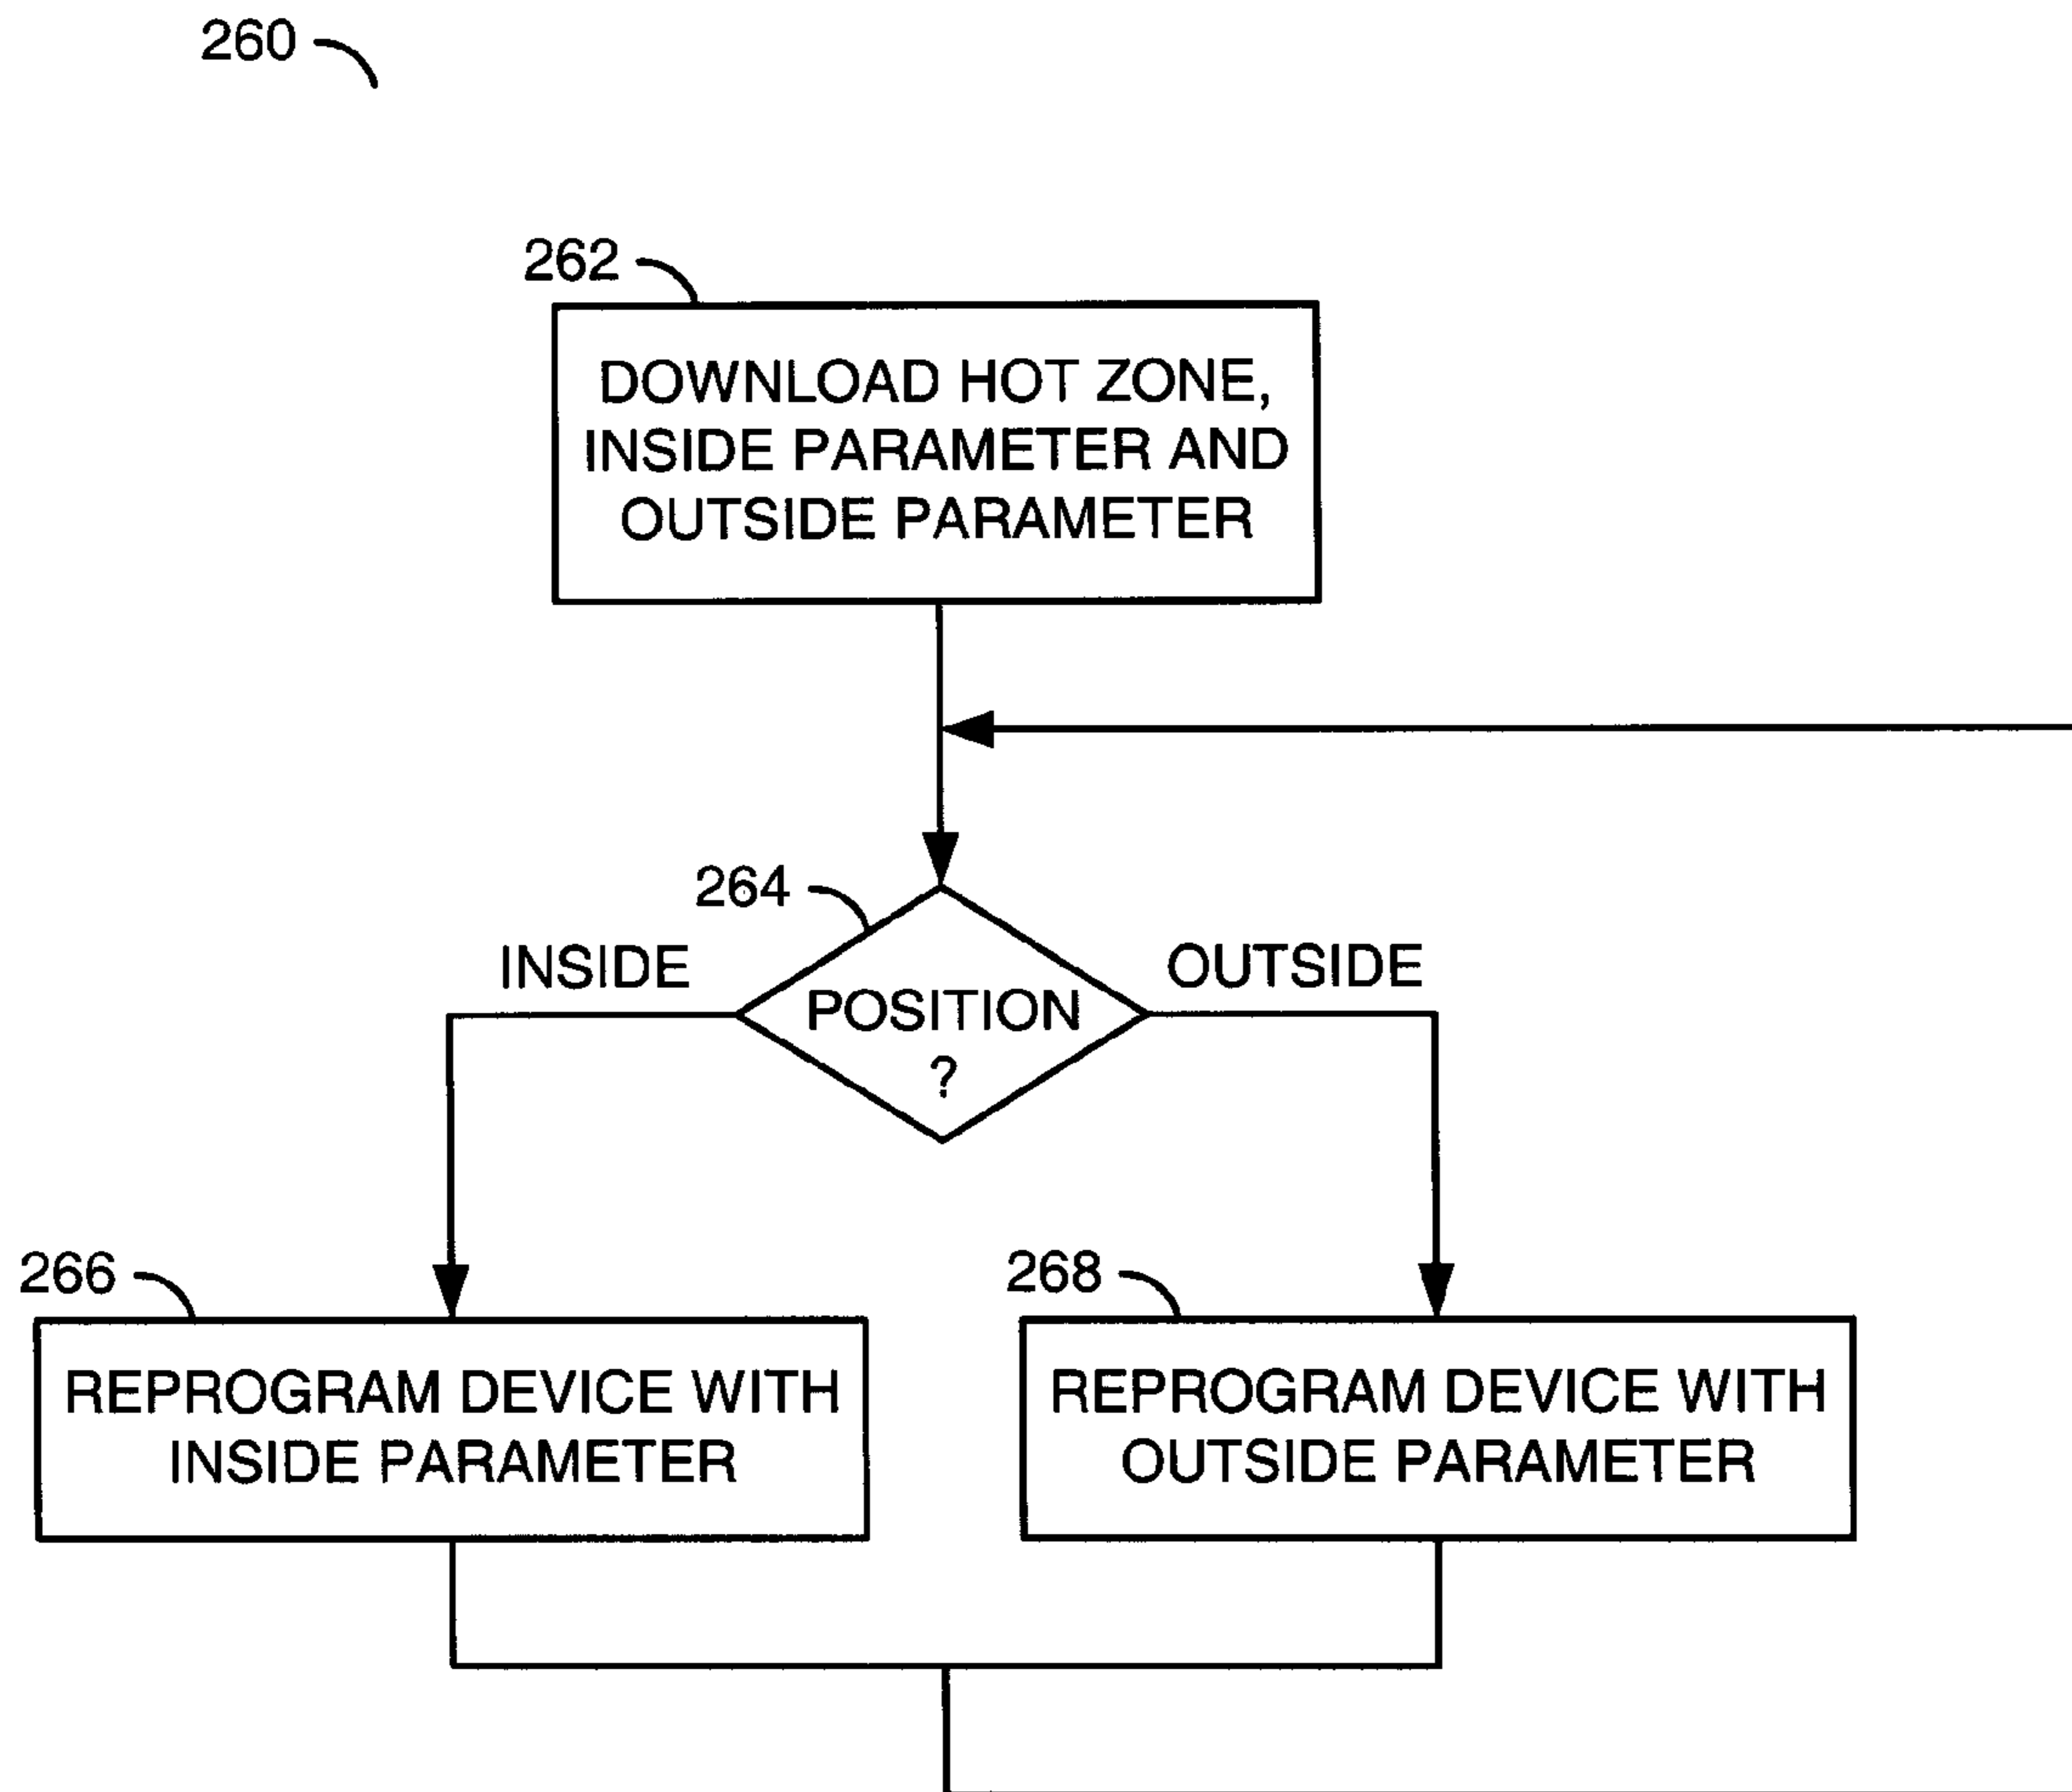 260
262
DOWNLOAD HOT ZONE,
INSIDE PARAMETER AND
OUTSIDE PARAMETER
264
INSIDE
OUTSIDE
POSITION
?
266
268
REPROGRAM DEVICE WITH
INSIDE PARAMETER
REPROGRAM DEVICE WITH
OUTSIDE PARAMETER